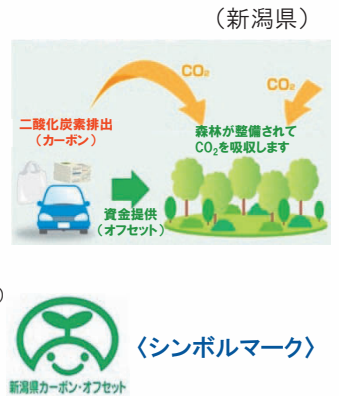 （新潟県）
CO₂
CO₂
二酸化炭素排出
（カーボン）
森林が整備されて
CO₂を吸収します
資金提供
（オフセット）
）
〈シンボルマーク〉
新潟県カーボン・オフセット